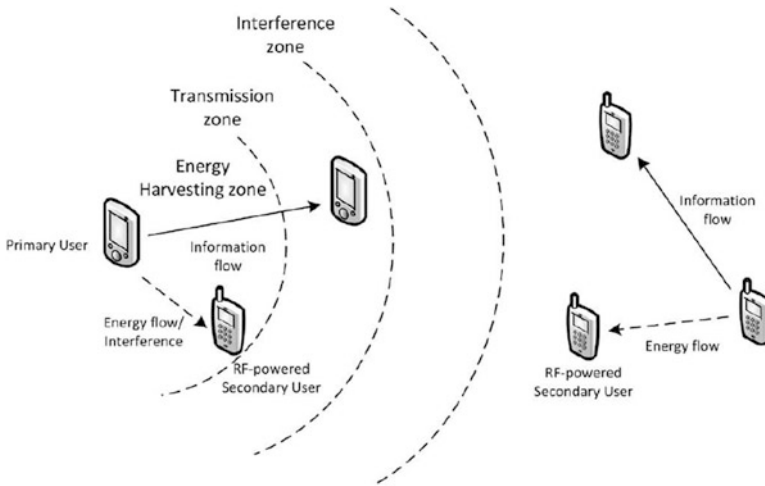 Interference
zone
Transmission
zone
Energy
Harvesting zone
Primary User
Information
flow
Energy flow/
Interference
RF-powered
Secondary User
Information
flow
Energy flow
RF-powered
Secondary User